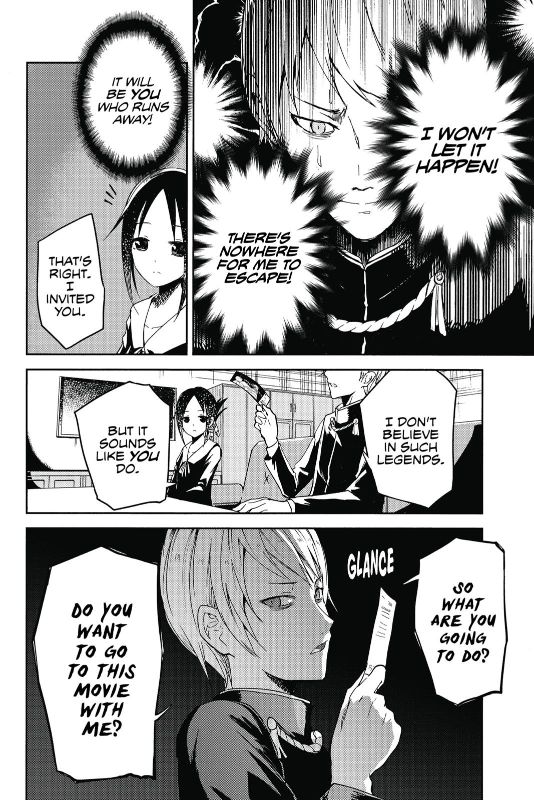 I WON'T
LET IT
HAPPEN!
THERE'S
NOWHERE
FOR ME TO
ESCAPE!
IT WILL
BE YOU
WHO RUNS
AWAY!
THAT'S
RIGHT.
I
INVITED
YOU.
I DON'T
BELIEVE
IN SUCH
LEGENDS.
BUT IT
SOUNDS
LIKE YOU
DO.
GLANCE
SO
WHAT
ARE YOU
GOING
TO DO?
DO YOU
WANT
TO GO
TO THIS
MOVIE
WITH
ME?